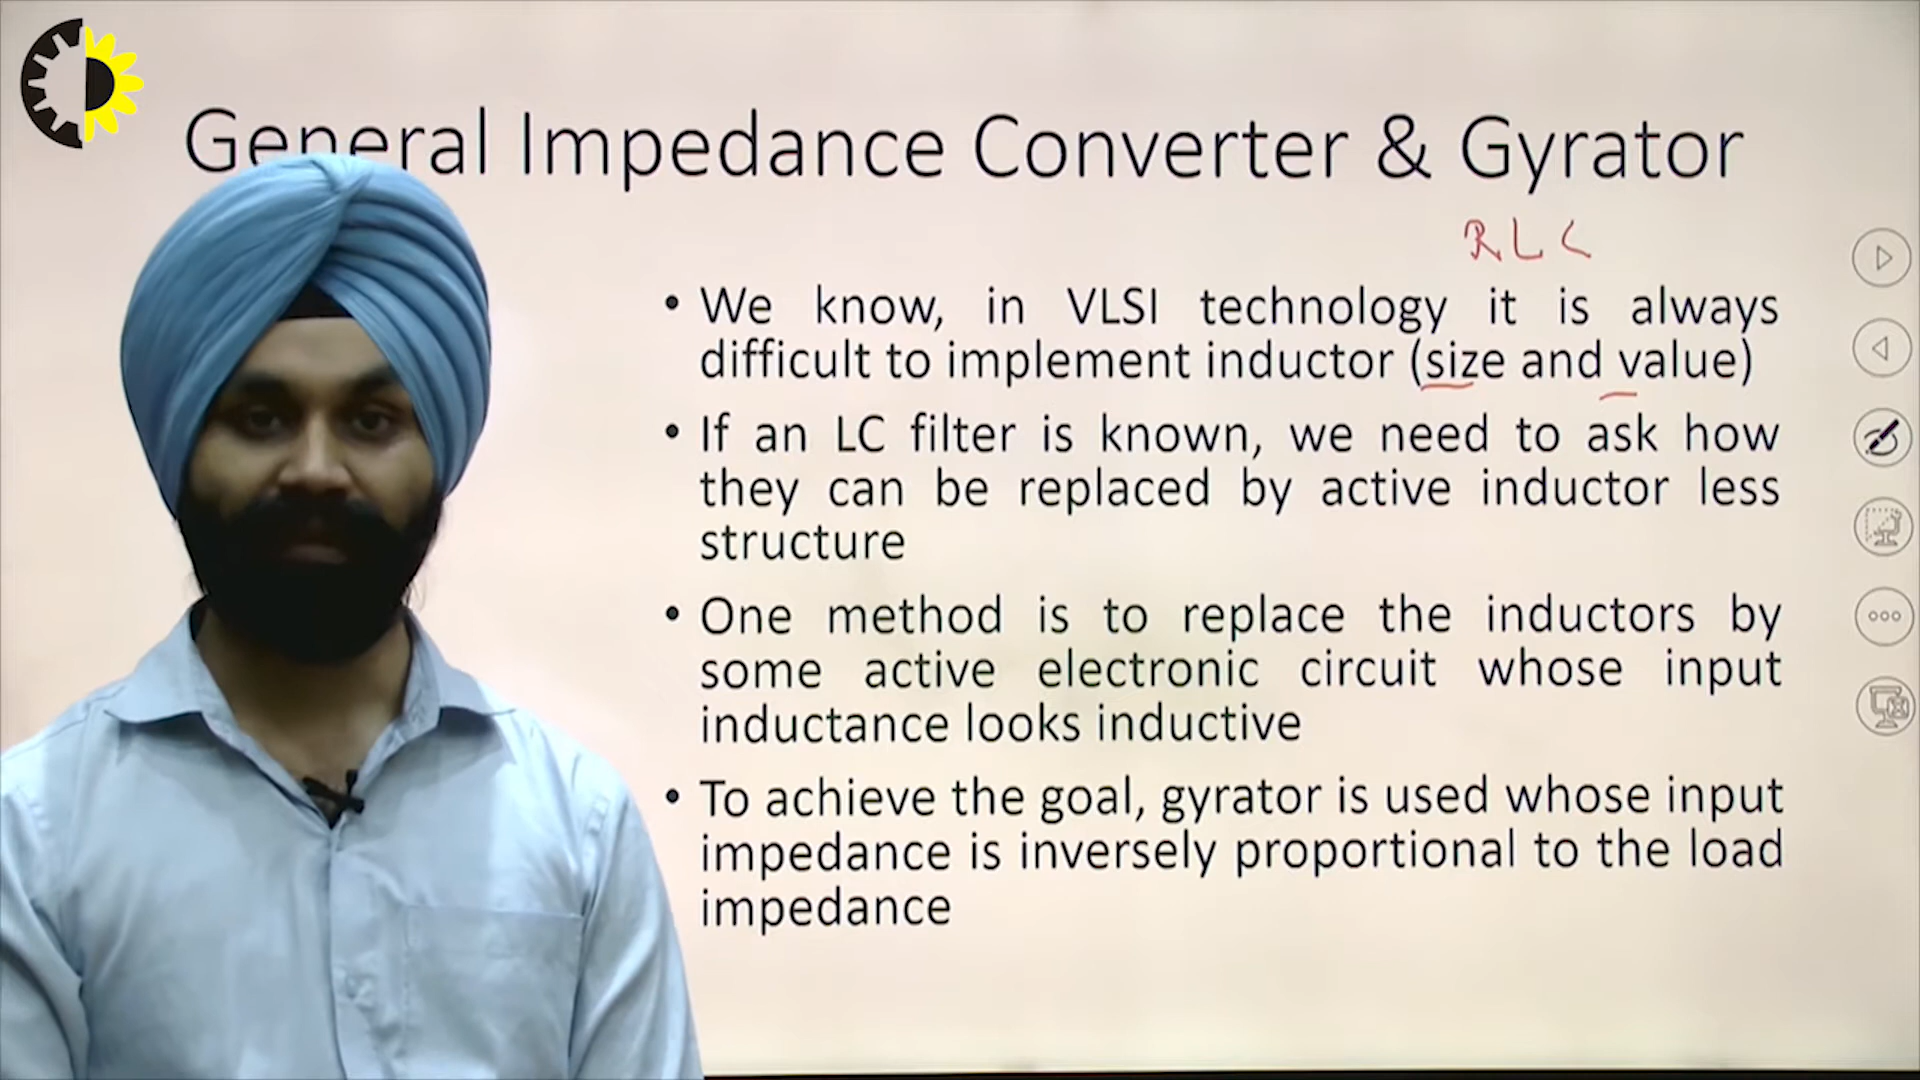 General Impedance Converter & Gyrator
R L C
• We know, in VLSI technology it is always
difficult to implement inductor (size and value)
• If an LC filter is known, we need to ask how
they can be replaced by active inductor less
structure
• One method is to replace the inductors by
some active electronic circuit whose input
inductance looks inductive
• To achieve the goal, gyrator is used whose input
impedance is inversely proportional to the load
impedance